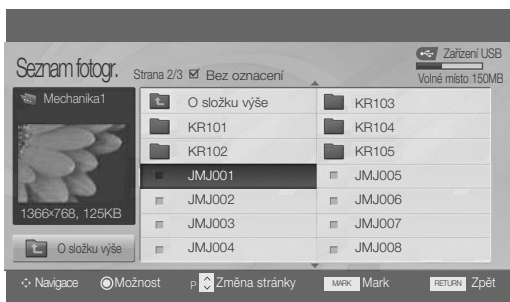 Zařízení USB
Seznam fotogr. Strana 2/3 Bez oznacení
Volné místo 150MB
Mechanika1
O složku výše KR103
KR101 KR104
KR102 KR105
JMJ001 JMJ005
JMJ002 JMJ006
1366×768, 125KB
JMJ003 JMJ007
O složku výše
JMJ004 JMJ008
Navigace Možnost P Změna stránky MARK Mark RETURN Zpět